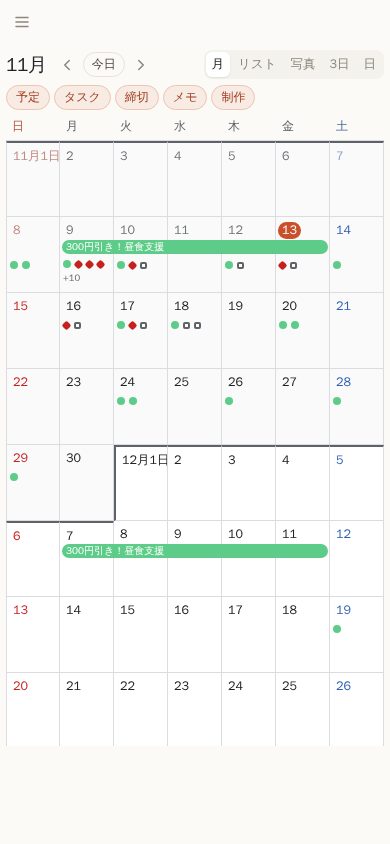 11月 今日 月 リスト 写真 3日 日
予定 タスク 締切 メモ 制作
日 月 火 水 木 金 土
11月1日 2 3 4 5 6 7
8 9 10 11 12 13 14
300円引き！昼食支援
+10
15 16 17 18 19 20 21
22 23 24 25 26 27 28
29 30 12月1日 2 3 4 5
6 7 8 9 10 11 12
300円引き！昼食支援
13 14 15 16 17 18 19
20 21 22 23 24 25 26